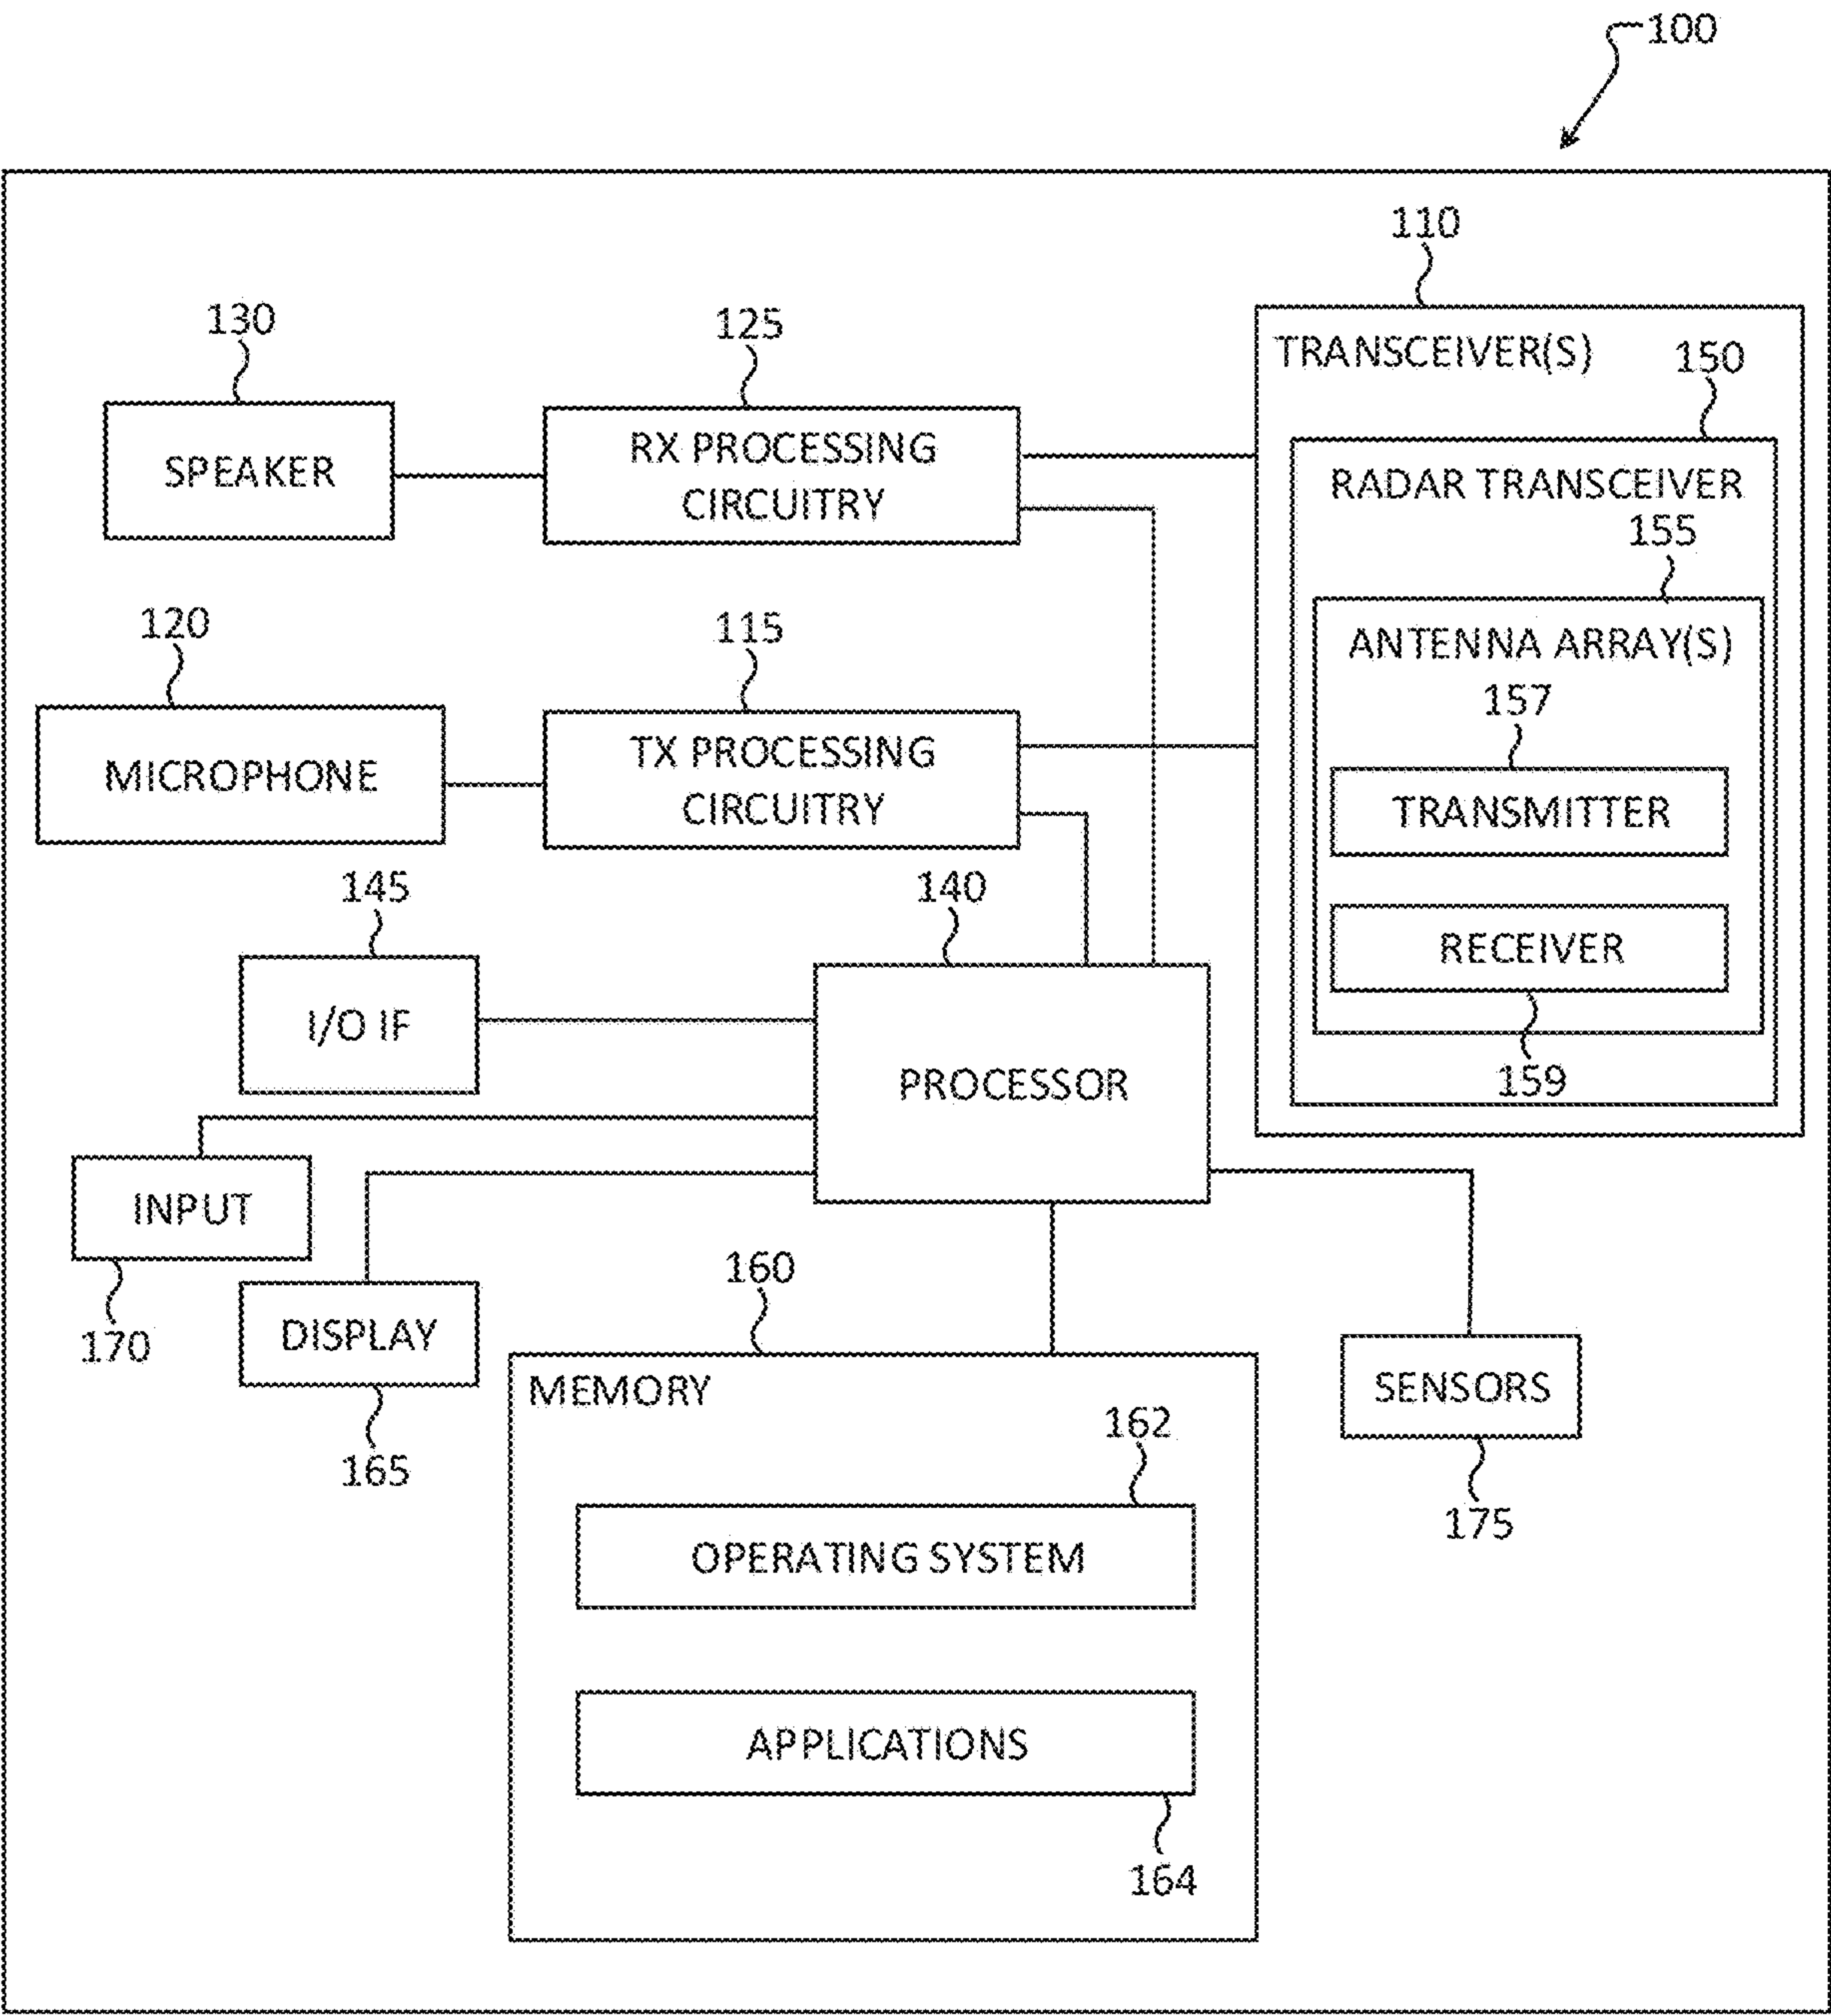 100
110
130
125
TRANSCEIVER(S)
150
SPEAKER
RX PROCESSING
CIRCUITRY
RADAR TRANSCEIVER
155
120
115
ANTENNA ARRAY(S)
157
MICROPHONE
TX PROCESSING
CIRCUITRY
TRANSMITTER
145
140
RECEIVER
I/O IF
PROCESSOR
159
INPUT
170
DISPLAY
165
160
MEMORY
SENSORS
175
162
OPERATING SYSTEM
APPLICATIONS
164